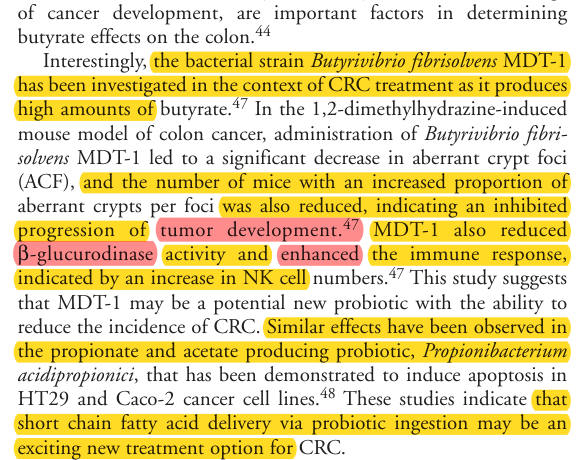 of cancer development, are important factors in determining
butyrate effects on the colon.44
Interestingly, the bacterial strain Butyrivibrio fibrisolvens MDT-1
has been investigated in the context of CRC treatment as it produces
high amounts of butyrate.47 In the 1,2-dimethylhydrazine-induced
mouse model of colon cancer, administration of Butyrivibrio fibri-
solvens MDT-1 led to a significant decrease in aberrant crypt foci
(ACF), and the number of mice with an increased proportion of
aberrant crypts per foci was also reduced, indicating an inhibited
progression of tumor development.47 MDT-1 also reduced
β-glucurodinase activity and enhanced the immune response,
indicated by an increase in NK cell numbers.47 This study suggests
that MDT-1 may be a potential new probiotic with the ability to
reduce the incidence of CRC. Similar effects have been observed in
the propionate and acetate producing probiotic, Propionibacterium
acidipropionici, that has been demonstrated to induce apoptosis in
HT29 and Caco-2 cancer cell lines.48 These studies indicate that
short chain fatty acid delivery via probiotic ingestion may be an
exciting new treatment option for CRC.